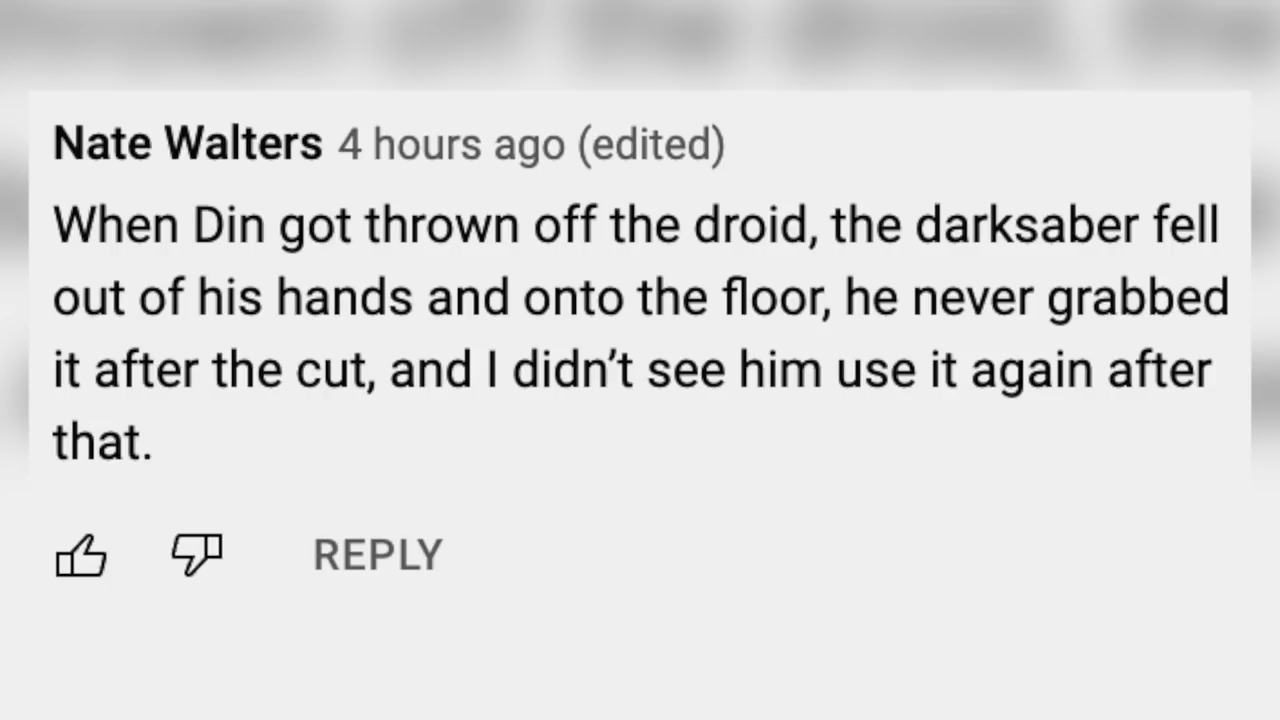 Nate Walters 4 hours ago (edited)
When Din got thrown off the droid, the darksaber fell
out of his hands and onto the floor, he never grabbed
it after the cut, and I didn’t see him use it again after
that.
REPLY